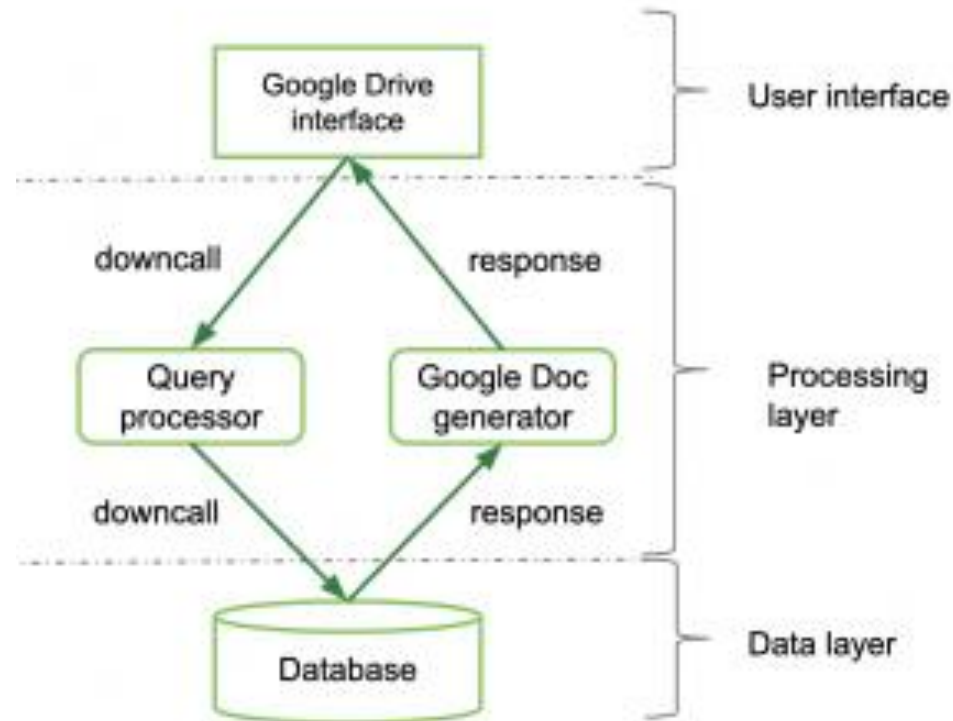 Google Drive
interface
User interface
downcall
response
Query
processor
Google Doc
generator
Processing
layer
downcall
response
Database
Data layer